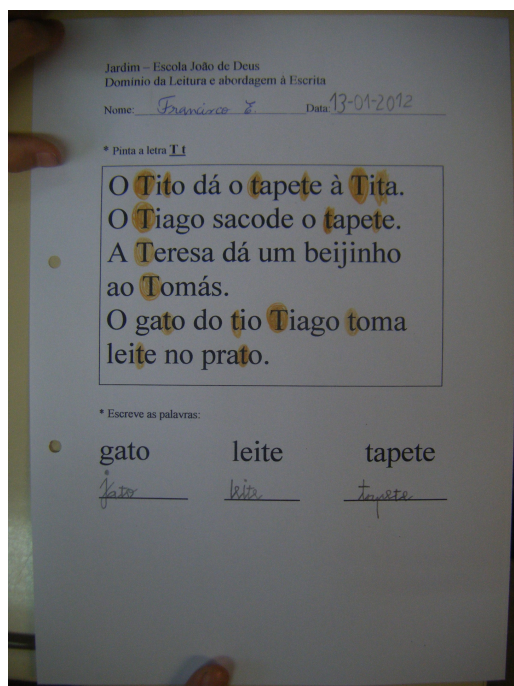 Jardim – Escola João de Deus
Domínio da Leitura e abordagem à Escrita
Nome: Francisco Z. Data: 13-01-2012
* Pinta a letra T t
O Tito dá o tapete à Tita.
O Tiago sacode o tapete.
A Teresa dá um beijinho
ao Tomás.
O gato do tio Tiago toma
leite no prato.
* Escreve as palavras:
gato leite tapete
gato leite tapete